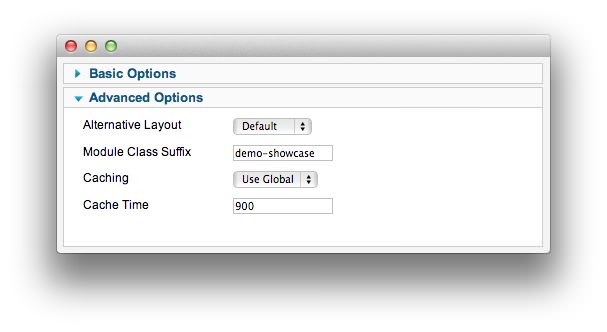 Basic Options
Advanced Options
Alternative Layout Default
Module Class Suffix demo-showcase
Caching Use Global
Cache Time 900